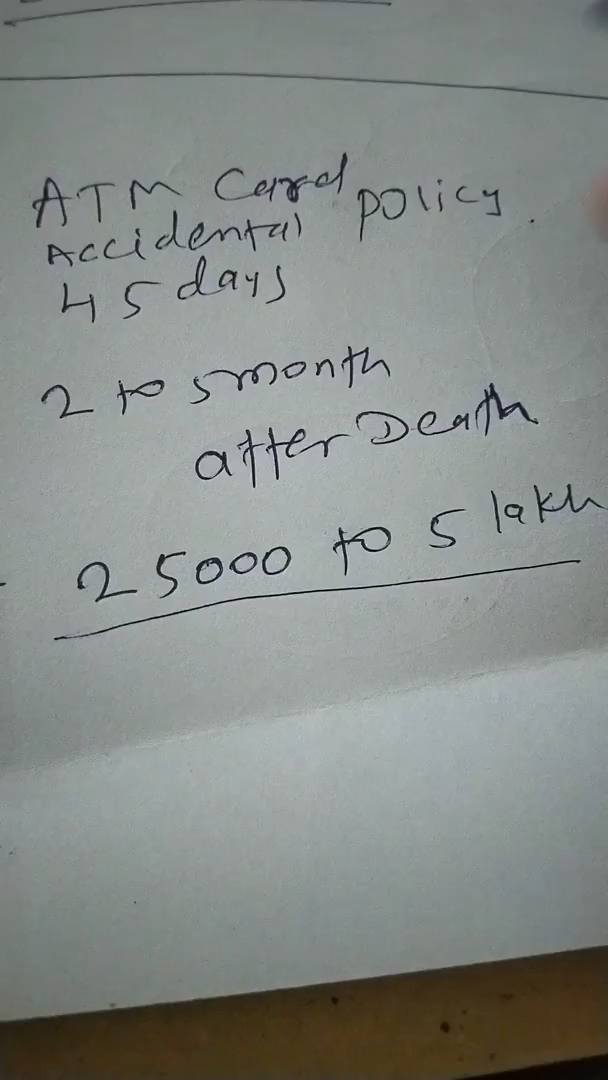 ATM Card
Accidental policy.
45 days
2 to 5 month
after Death
25000 to 5 lakh